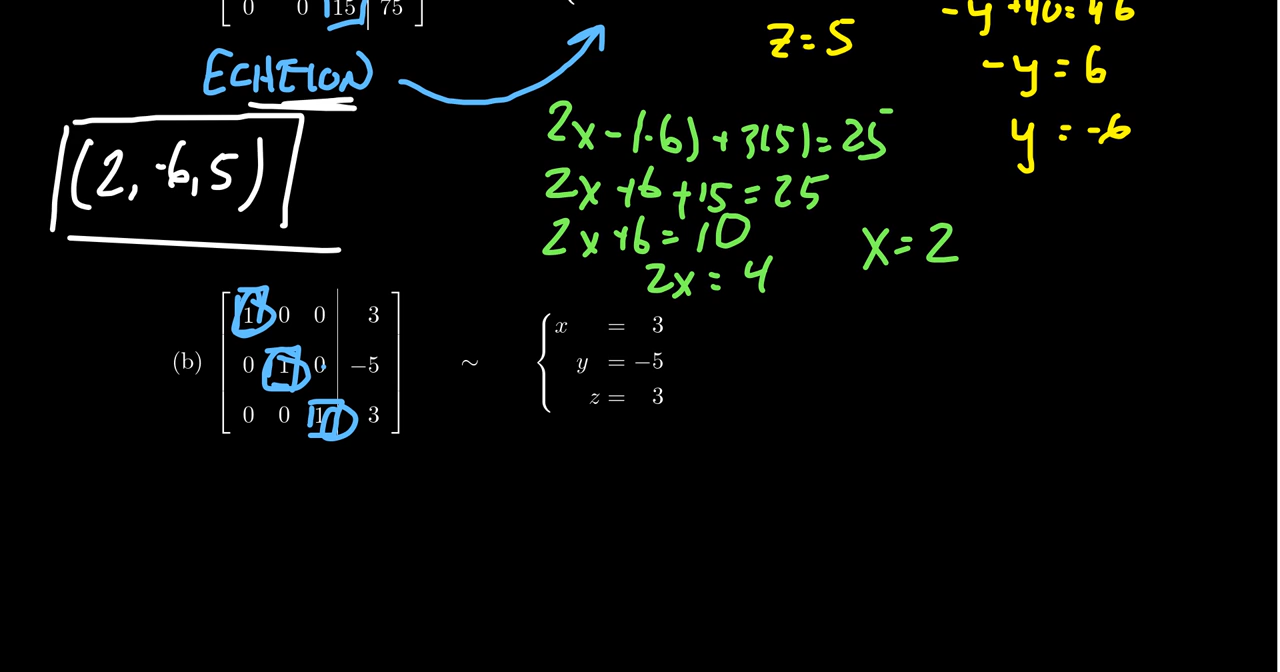 0 0 15 75
-y+40=46
z=5
ECHELON
-y=6
2x-(-6)+3(5)=25
y=-6
(2,-6,5)
2x+6+15=25
2x+6=10
x=2
2x=4
1 0 0 3
x = 3
(b) 0 1 0 −5 ∼ y = −5
z = 3
0 0 1 3